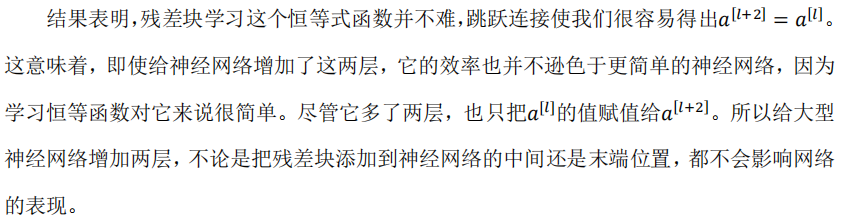 结果表明,残差块学习这个恒等式函数并不难,跳跃连接使我们很容易得出a^[l+2] = a^[l]。
这意味着,即使给神经网络增加了这两层,它的效率也并不逊色于更简单的神经网络,因为
学习恒等函数对它来说很简单。尽管它多了两层,也只把a^[l]的值赋值给a^[l+2]。所以给大型
神经网络增加两层,不论是把残差块添加到神经网络的中间还是末端位置,都不会影响网络
的表现。